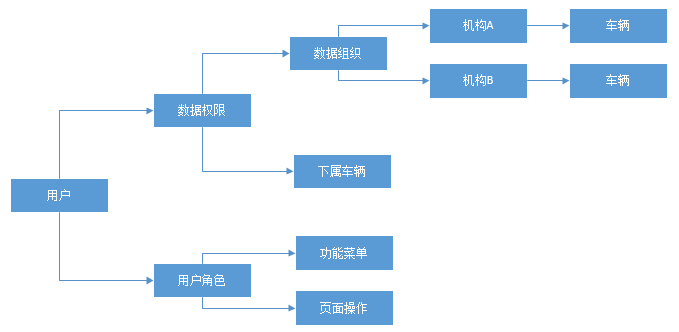 机构A
车辆
数据组织
机构B
车辆
数据权限
下属车辆
用户
功能菜单
用户角色
页面操作